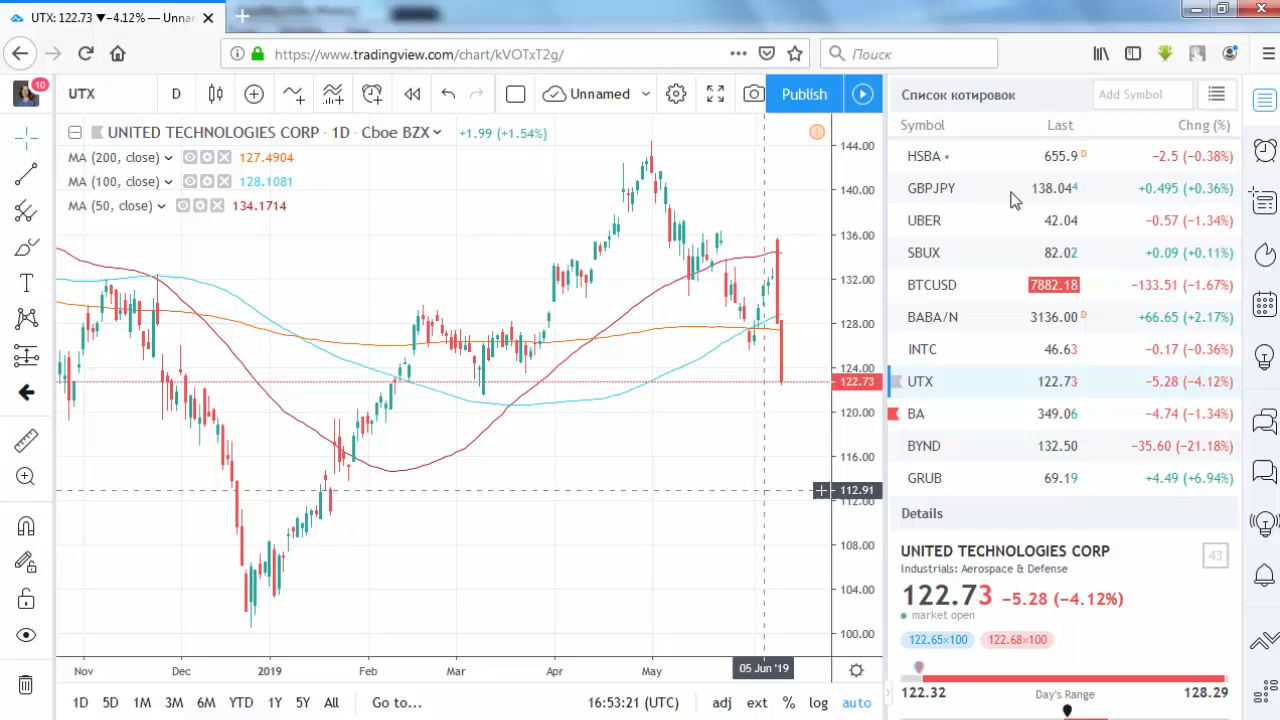 UTX: 122.73 ▼−4.12% — Unnar
https://www.tradingview.com/chart/kVOTxT2g/
Поиск
10
UTX
D
Unnamed
Publish
Список котировок
Add Symbol
UNITED TECHNOLOGIES CORP · 1D · Cboe BZX
+1.99 (+1.54%)
MA (200, close)
127.4904
MA (100, close)
128.1081
MA (50, close)
134.1714
144.00
140.00
136.00
132.00
128.00
124.00
122.73
120.00
116.00
112.91
112.00
108.00
104.00
100.00
Nov
Dec
2019
Feb
Mar
Apr
May
05 Jun '19
1D
5D
1M
3M
6M
YTD
1Y
5Y
All
Go to...
16:53:21 (UTC)
adj
ext
%
log
auto
Symbol Last Chng (%)
HSBA • 655.9 D −2.5 (−0.38%)
GBPJPY 138.044 +0.495 (+0.36%)
UBER 42.04 −0.57 (−1.34%)
SBUX 82.02 +0.09 (+0.11%)
BTCUSD 7882.18 −133.51 (−1.67%)
BABA/N 3136.00 D +66.65 (+2.17%)
INTC 46.63 −0.17 (−0.36%)
UTX 122.73 −5.28 (−4.12%)
BA 349.06 −4.74 (−1.34%)
BYND 132.50 −35.60 (−21.18%)
GRUB 69.19 +4.49 (+6.94%)
Details
UNITED TECHNOLOGIES CORP
43
Industrials: Aerospace & Defense
122.73 −5.28 (−4.12%)
market open
122.65×100
122.68×100
122.32 Day's Range 128.29